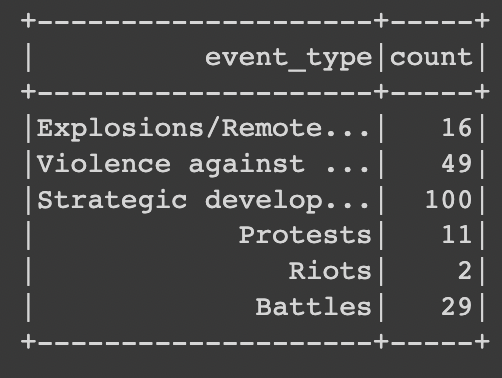 +--------------------+-----+
|          event_type|count|
+--------------------+-----+
|Explosions/Remote...|   16|
|Violence against ...|   49|
|Strategic develop...|  100|
|            Protests|   11|
|               Riots|    2|
|             Battles|   29|
+--------------------+-----+